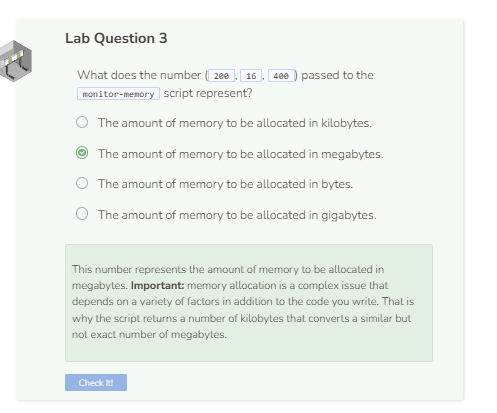 Lab Question 3
What does the number ( 200 , 16 , 400 ) passed to the
monitor-memory script represent?
The amount of memory to be allocated in kilobytes.
The amount of memory to be allocated in megabytes.
The amount of memory to be allocated in bytes.
The amount of memory to be allocated in gigabytes.
This number represents the amount of memory to be allocated in
megabytes. Important: memory allocation is a complex issue that
depends on a variety of factors in addition to the code you write. That is
why the script returns a number of kilobytes that converts a similar but
not exact number of megabytes.
Check It!